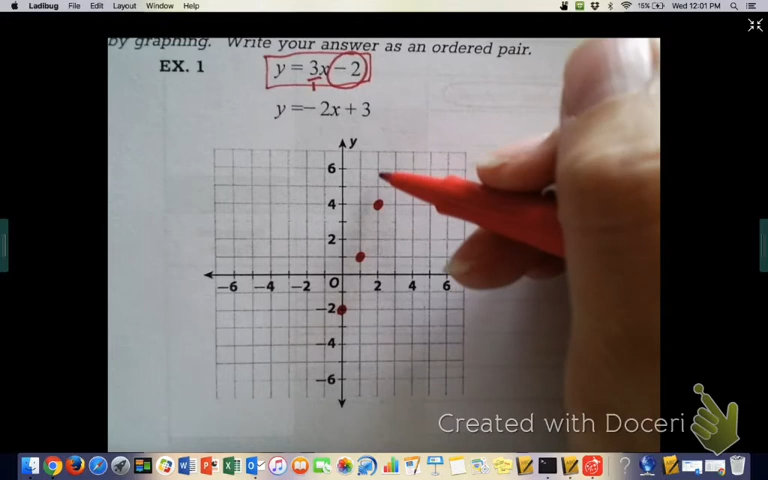 Ladibug File Edit Layout Window Help 15% Wed 12:01 PM
by graphing. Write your answer as an ordered pair.
EX. 1 y = 3x − 2
1
y = − 2x + 3
y
6
4
2
O
−6 −4 −2 2 4 6
−2
−4
−6
Created with Doceri